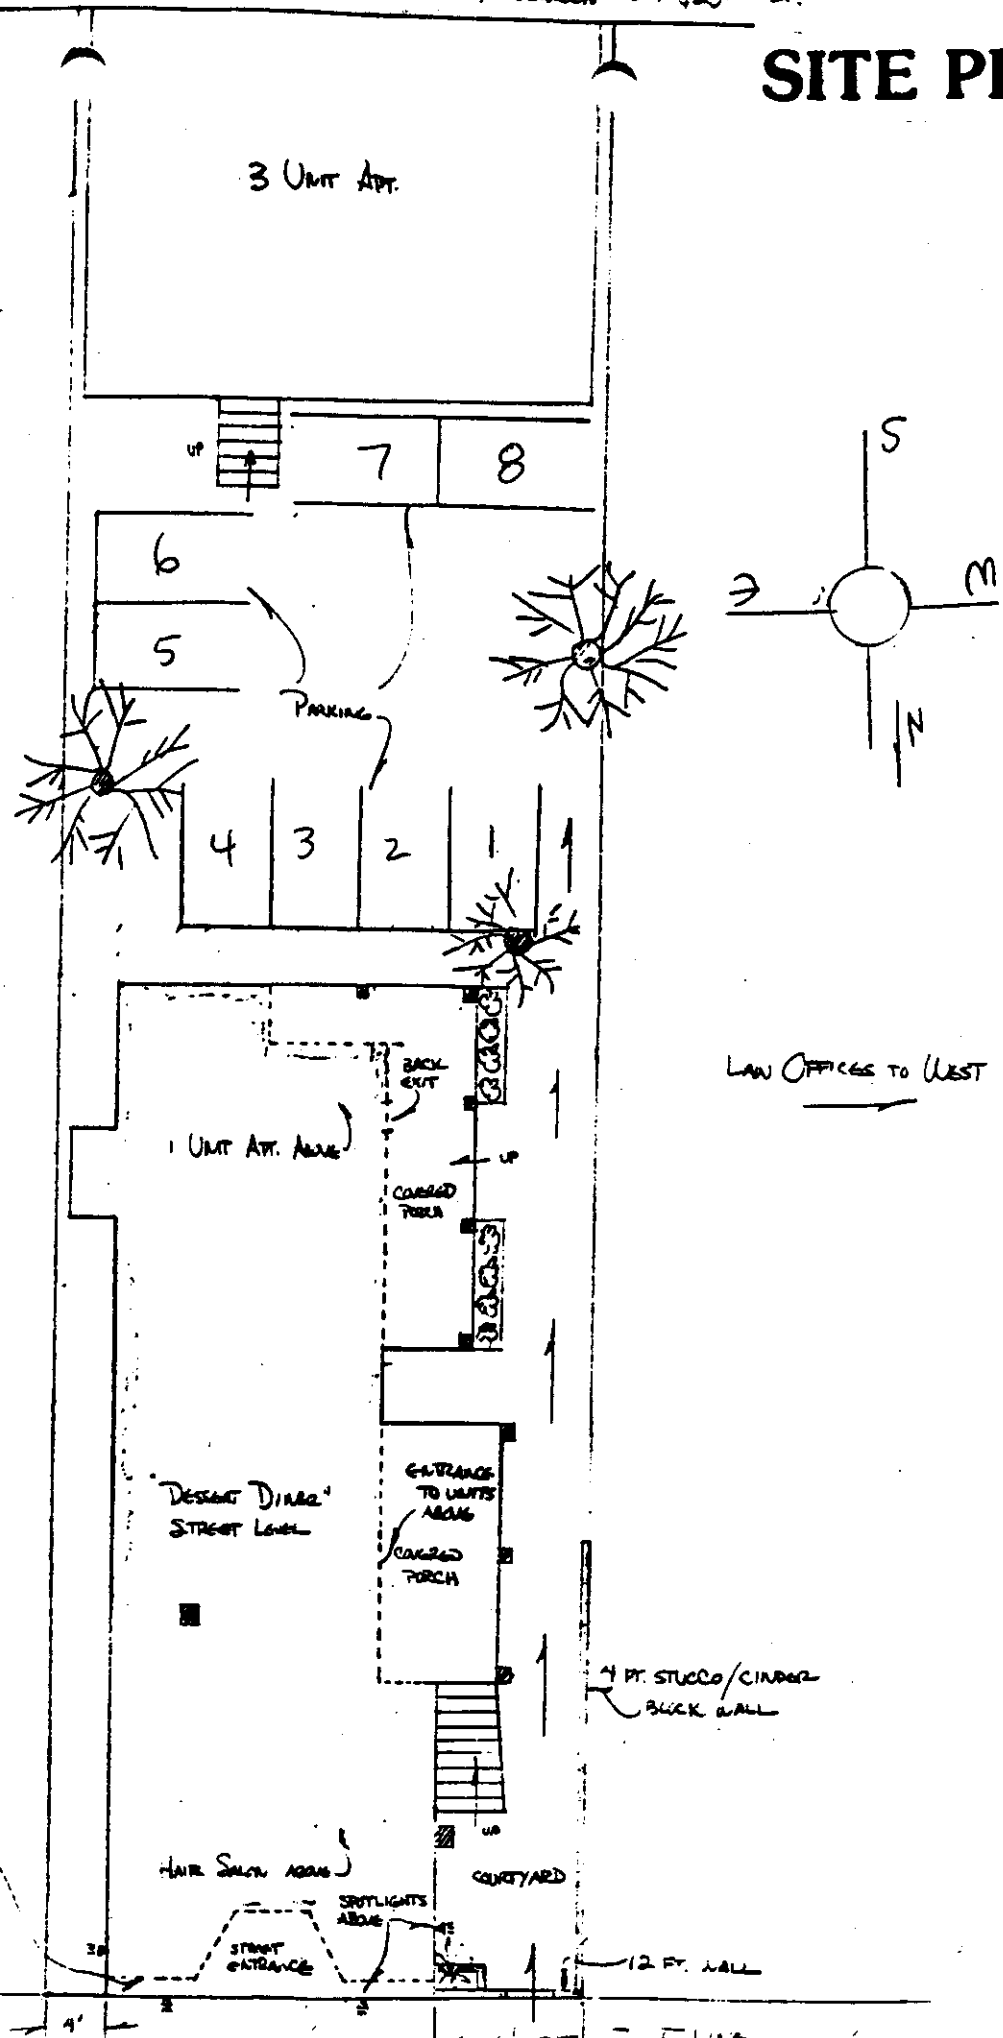 SITE
3 UNIT APT.
S
UP
7
8
6
E
W
5
PARKING
N
4
3
2
1
BACK
EXIT
LAW OFFICES TO WEST
1 UNIT APT. ABOVE
UP
COVERED
PORCH
ENTRANCE
TO UNITS
ABOVE
"DESSERT DINER"
STREET LEVEL
COVERED
PORCH
4 FT. STUCCO/CINDER
BLOCK WALL
UP
HAIR SALON ABOVE
COURTYARD
SPOTLIGHTS
ABOVE
STREET
ENTRANCE
12 FT. WALL
4'